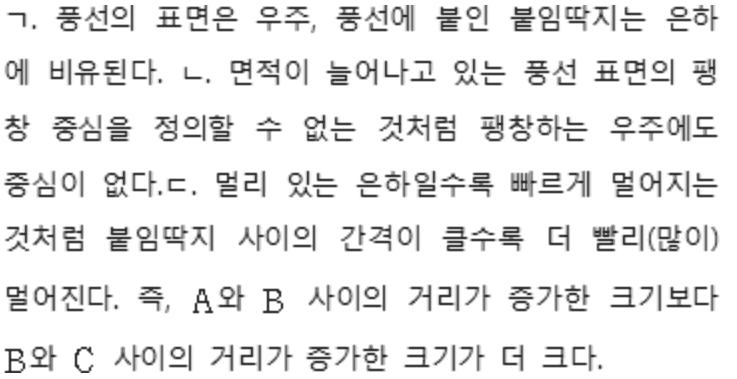 ㄱ. 풍선의 표면은 우주, 풍선에 붙인 붙임딱지는 은하
에 비유된다. ㄴ. 면적이 늘어나고 있는 풍선 표면의 팽
창 중심을 정의할 수 없는 것처럼 팽창하는 우주에도
중심이 없다.ㄷ. 멀리 있는 은하일수록 빠르게 멀어지는
것처럼 붙임딱지 사이의 간격이 클수록 더 빨리(많이)
멀어진다. 즉, A와 B 사이의 거리가 증가한 크기보다
B와 C 사이의 거리가 증가한 크기가 더 크다.